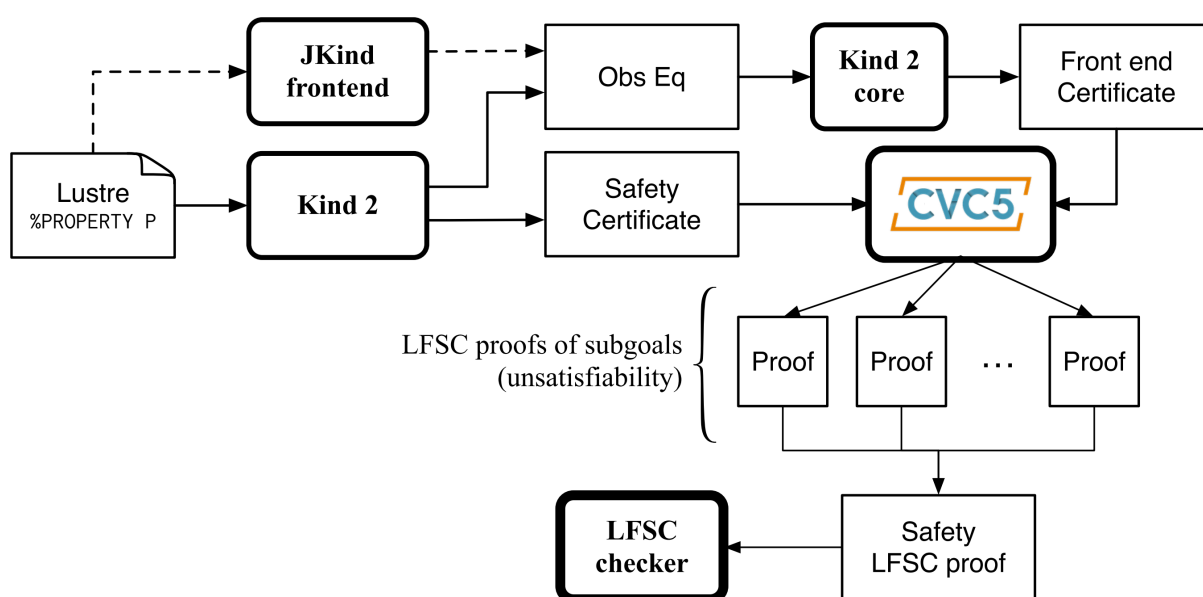 JKind
frontend
Obs Eq
Kind 2
core
Front end
Certificate
Lustre
%PROPERTY P
Kind 2
Safety
Certificate
CVC5
LFSC proofs of subgoals
(unsatisfiability)
Proof
Proof
...
Proof
LFSC
checker
Safety
LFSC proof